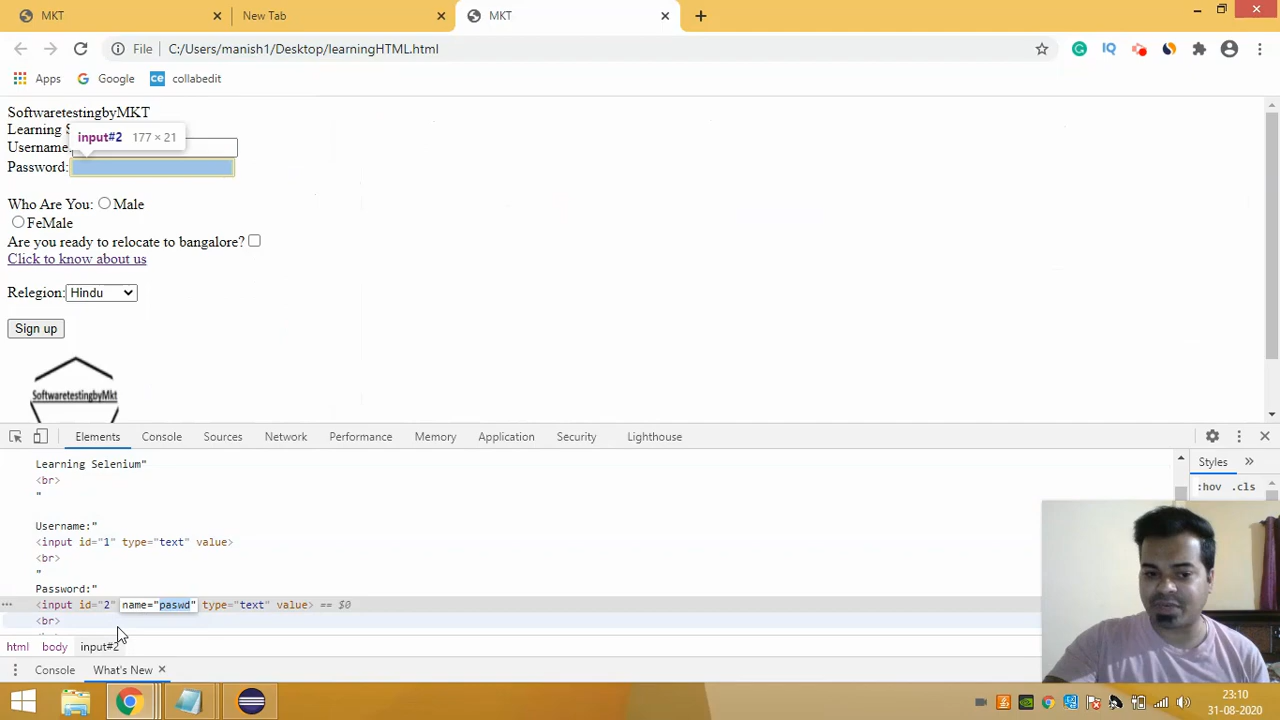 MKT
New Tab
MKT
File C:/Users/manish1/Desktop/learningHTML.html
IQ
Apps Google ce collabedit
SoftwaretestingbyMKT
Learning S
input#2 177 × 21
Username:
Password:
Who Are You: Male
FeMale
Are you ready to relocate to bangalore?
Click to know about us
Relegion: Hindu
Sign up
SoftwaretestingbyMkt
Elements Console Sources Network Performance Memory Application Security Lighthouse
Learning Selenium"
<br>
"
Username:"
<input id="1" type="text" value>
<br>
"
Password:"
<input id="2" name="paswd" type="text" value> == $0
<br>
html body input#2
Styles
:hov .cls
Console What's New
23:10
31-08-2020